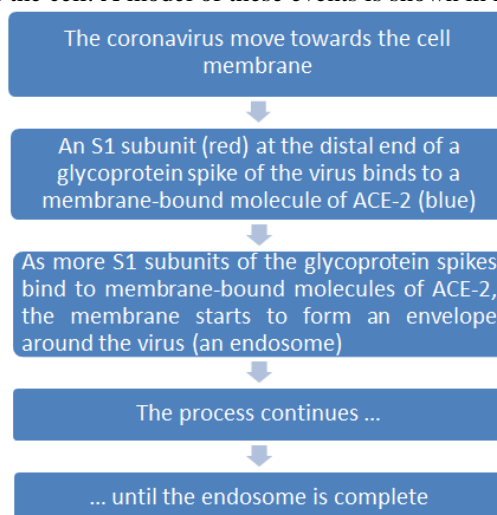 The coronavirus move towards the cell
membrane
An S1 subunit (red) at the distal end of a
glycoprotein spike of the virus binds to a
membrane-bound molecule of ACE-2 (blue)
As more S1 subunits of the glycoprotein spikes
bind to membrane-bound molecules of ACE-2,
the membrane starts to form an envelope
around the virus (an endosome)
The process continues ...
... until the endosome is complete